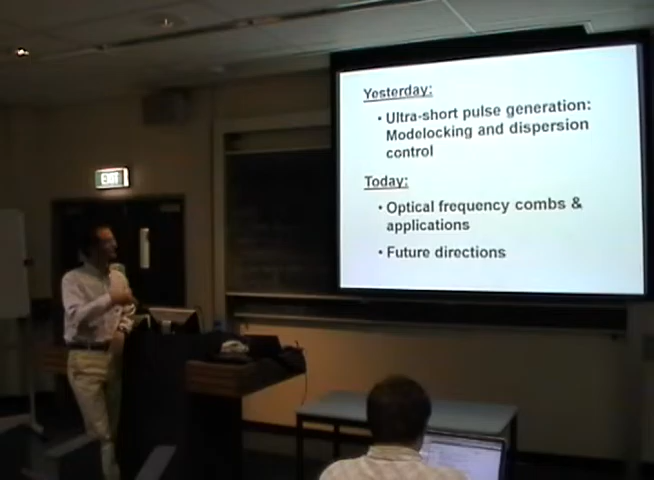 Yesterday:
• Ultra-short pulse generation:
Modelocking and dispersion
control
Today:
• Optical frequency combs &
applications
• Future directions
EXIT